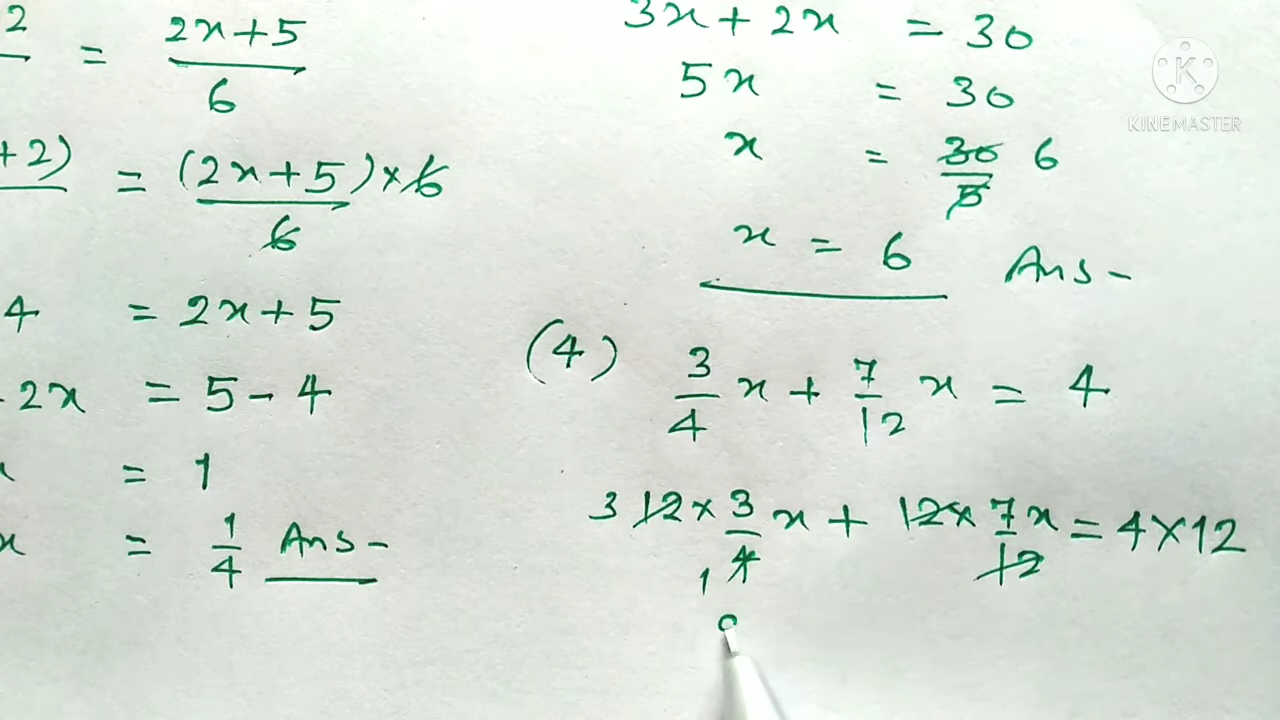 2 = 2x+5
6
+2) = (2x+5)×6
6
4 = 2x+5
2x = 5-4
x = 1
x = 1/4 Ans-
3x+2x = 30
5x = 30
x = 30/5 6
x = 6 Ans-
(4) 3/4 x + 7/12 x = 4
3 12×3/4 x + 12×7/12 x = 4×12
1
KINEMASTER